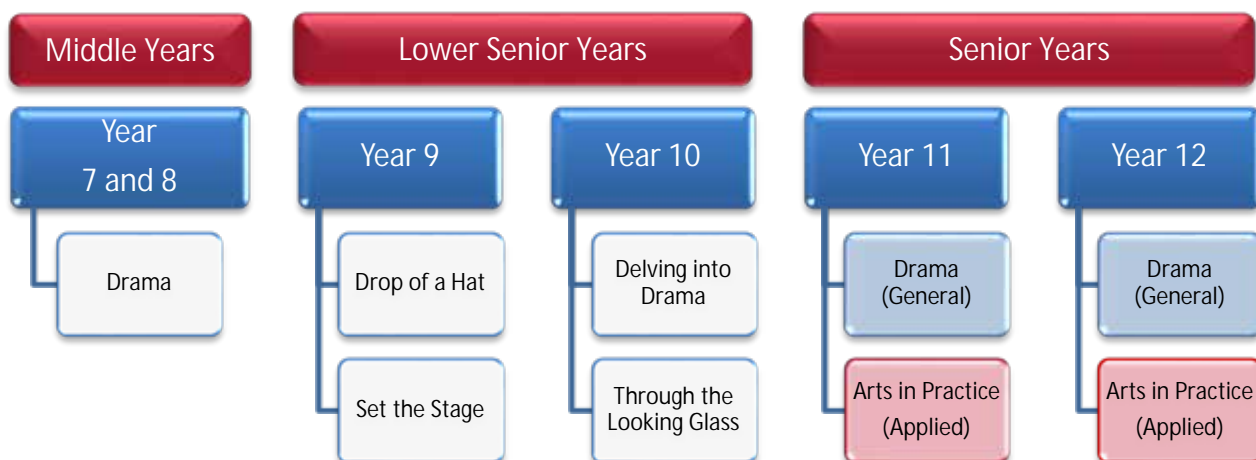 Middle Years
Lower Senior Years
Senior Years
Year
7 and 8
Year 9
Year 10
Year 11
Year 12
Drama
Drop of a Hat
Delving into
Drama
Drama
(General)
Drama
(General)
Set the Stage
Through the
Looking Glass
Arts in Practice
(Applied)
Arts in Practice
(Applied)